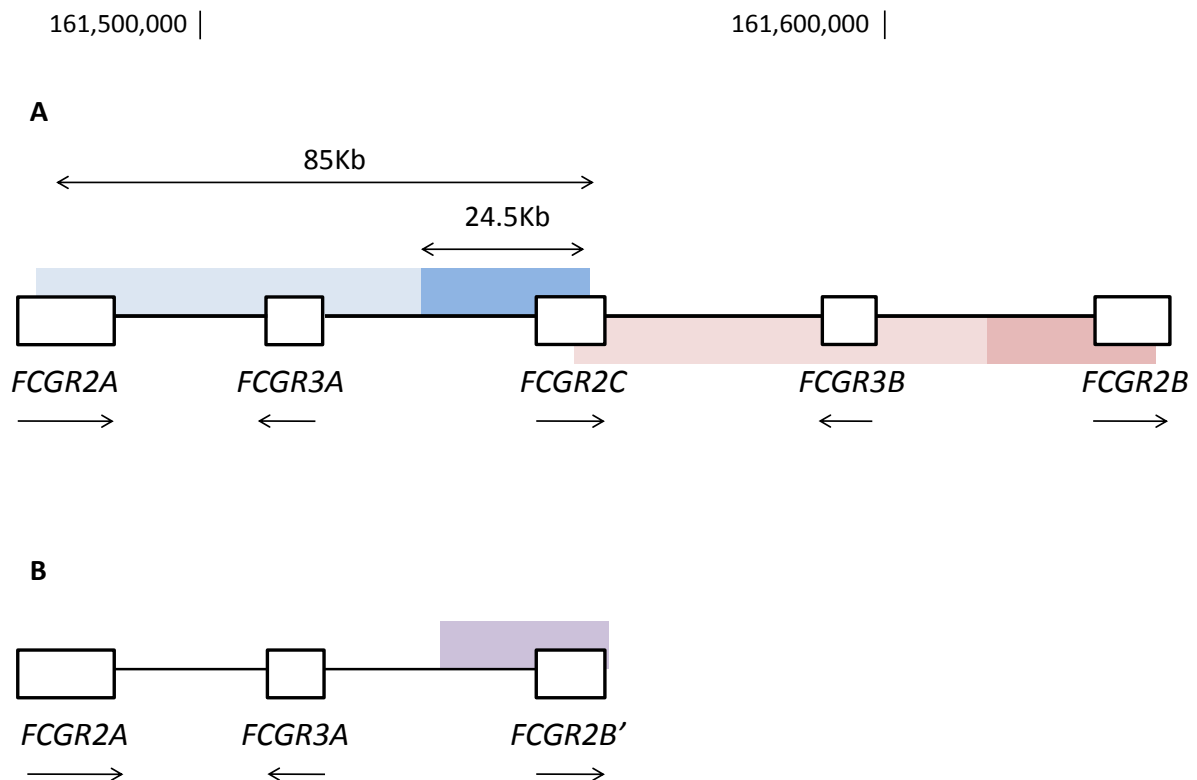 161,500,000 | 161,600,000 |
A
85Kb
24.5Kb
FCGR2A FCGR3A FCGR2C FCGR3B FCGR2B
B
FCGR2A FCGR3A FCGR2B’